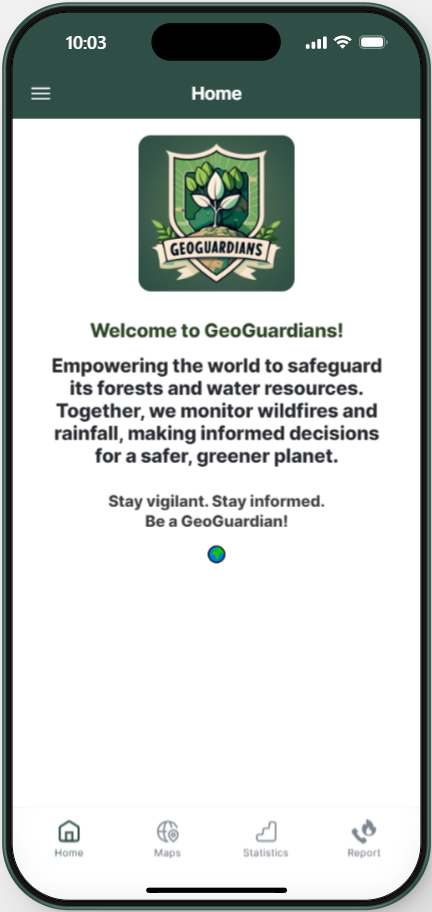 10:03
Home
GEOGUARDIANS
Welcome to GeoGuardians!
Empowering the world to safeguard
its forests and water resources.
Together, we monitor wildfires and
rainfall, making informed decisions
for a safer, greener planet.
Stay vigilant. Stay informed.
Be a GeoGuardian!
Home
Maps
Statistics
Report